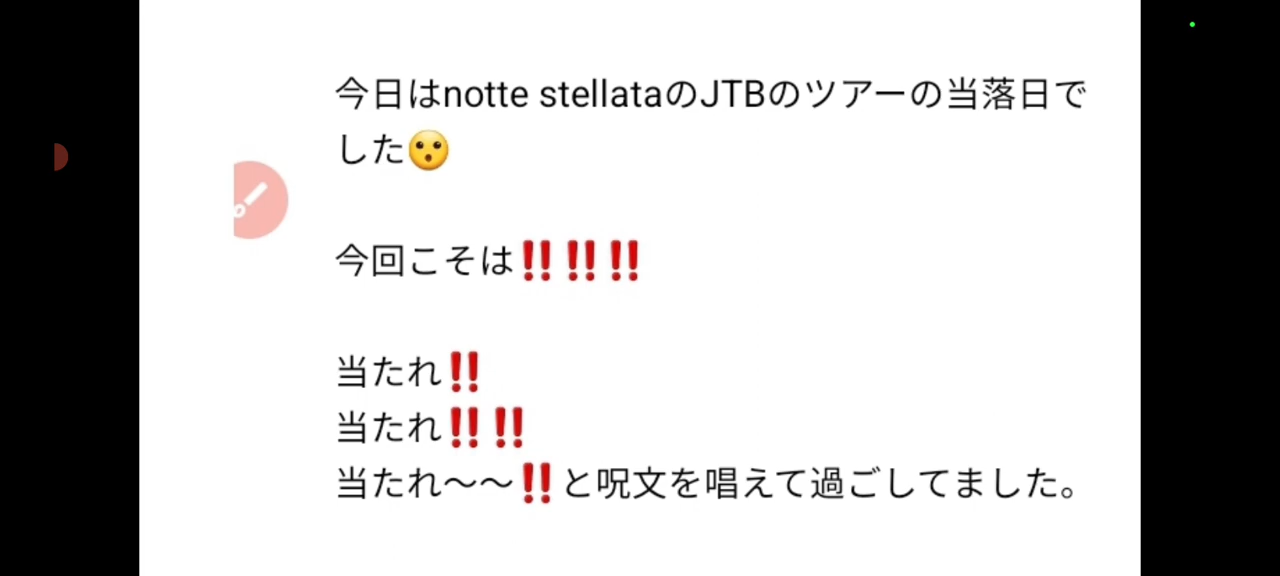 今日はnotte stellataのJTBのツアーの当落日で
した😮
今回こそは‼️‼️‼️
当たれ‼️
当たれ‼️‼️
当たれ〜〜‼️と呪文を唱えて過ごしてました。